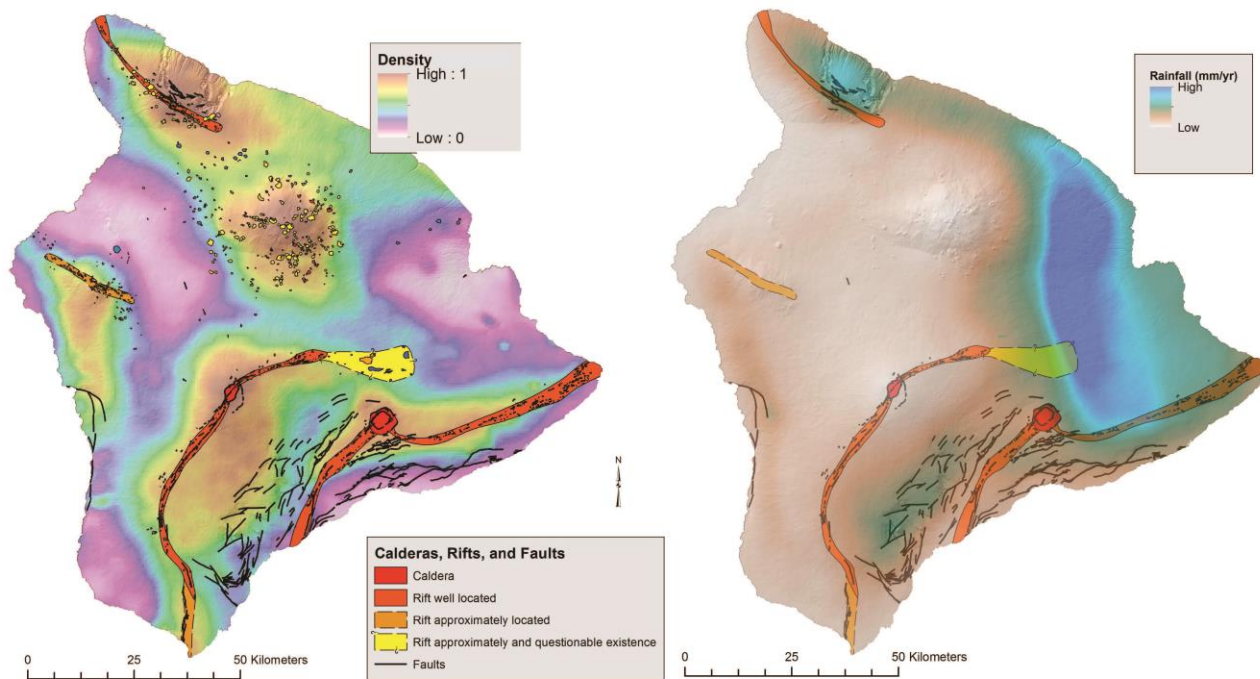 Density
High : 1
Low : 0
N
S
Calderas, Rifts, and Faults
Caldera
Rift well located
Rift approximately located
Rift approximately and questionable existence
Faults
0 25 50 Kilometers
Rainfall (mm/yr)
High
Low
0 25 50 Kilometers